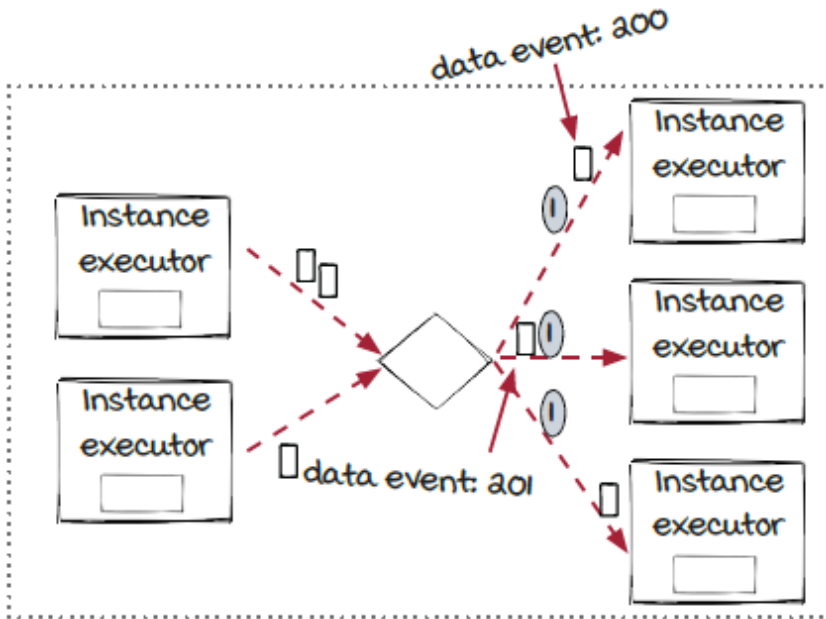 data event: 200
Instance
executor
Instance
executor
I
Instance
executor
I
Instance
executor
I
data event: 201
Instance
executor